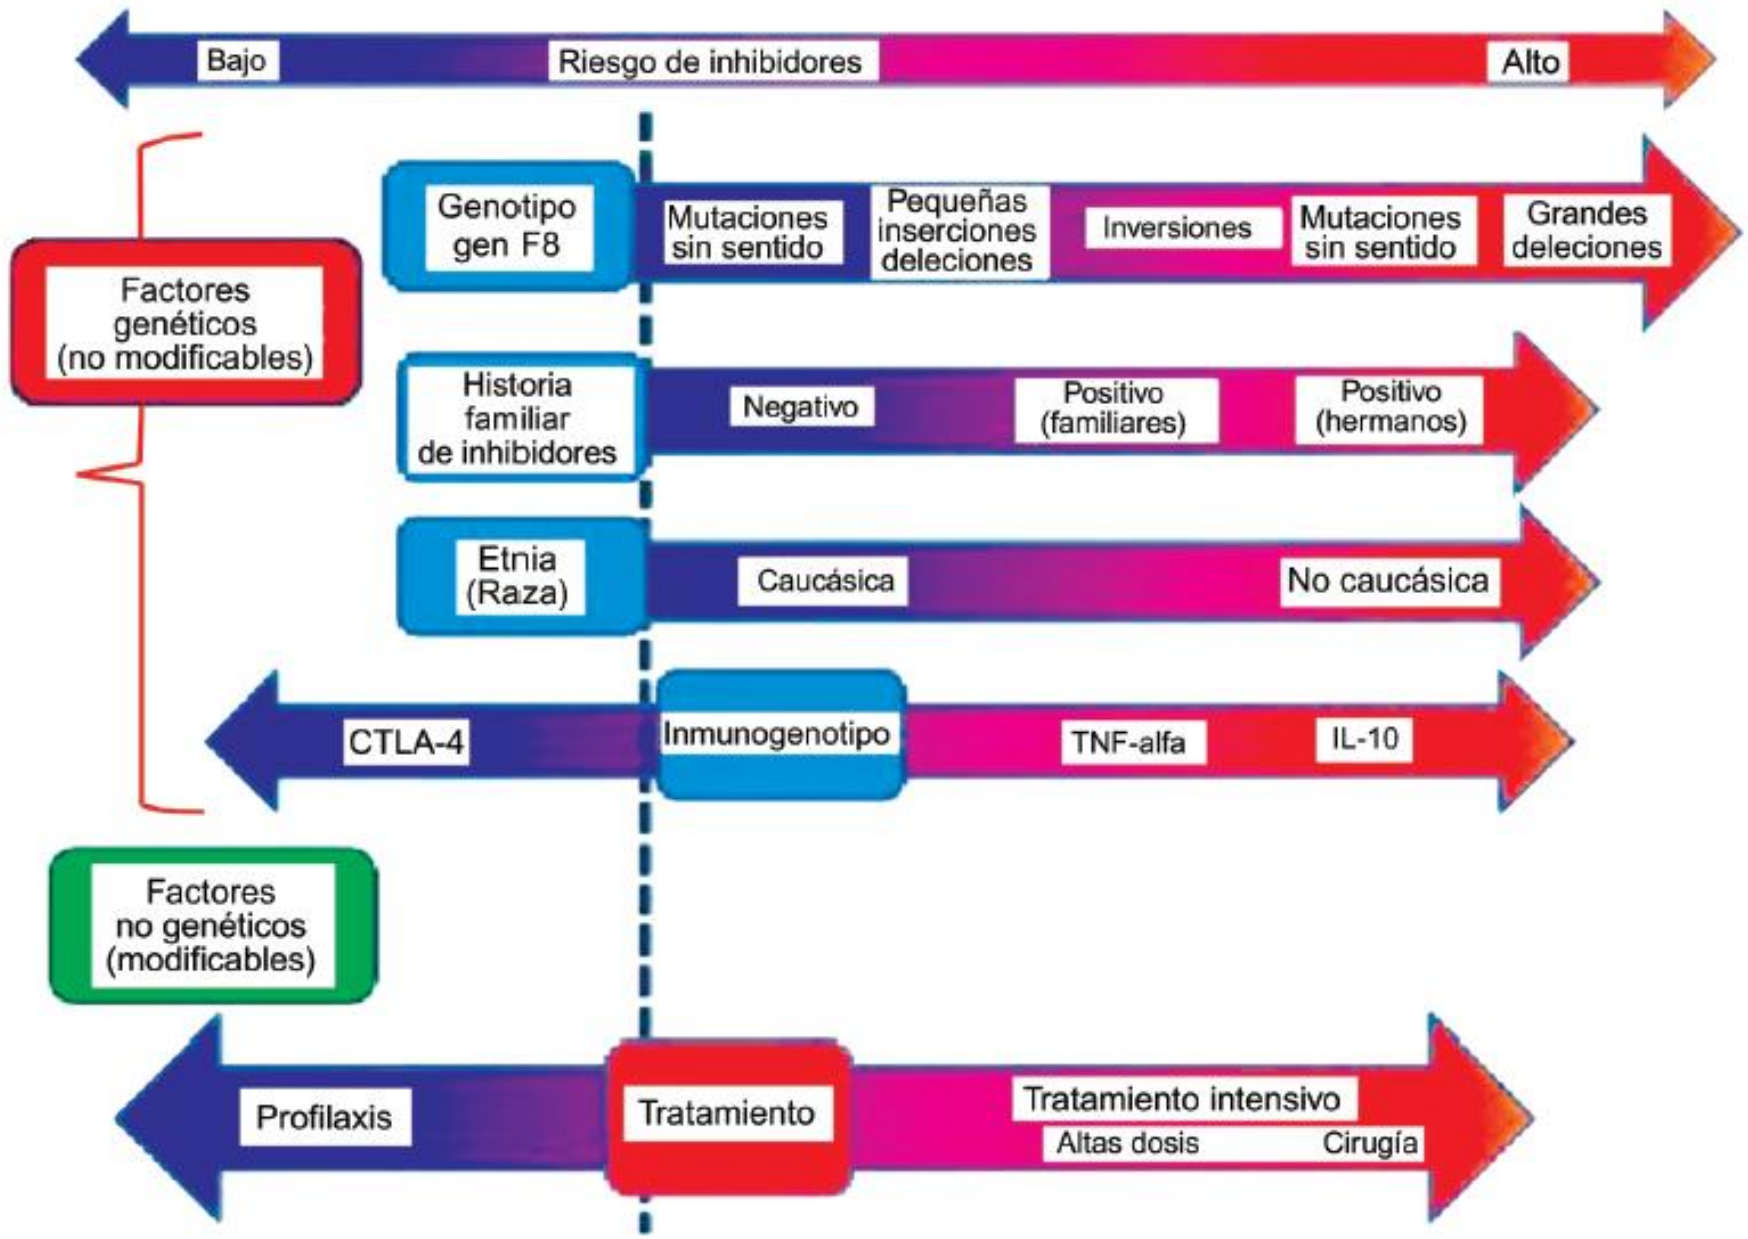 Bajo
Riesgo de inhibidores
Alto
Genotipo
gen F8
Mutaciones
sin sentido
Pequeñas
inserciones
deleciones
Inversiones
Mutaciones
sin sentido
Grandes
deleciones
Factores
genéticos
(no modificables)
Historia
familiar
de inhibidores
Negativo
Positivo
(familiares)
Positivo
(hermanos)
Etnia
(Raza)
Caucásica
No caucásica
CTLA-4
Inmunogenotipo
TNF-alfa
IL-10
Factores
no genéticos
(modificables)
Profilaxis
Tratamiento
Tratamiento intensivo
Altas dosis
Cirugía